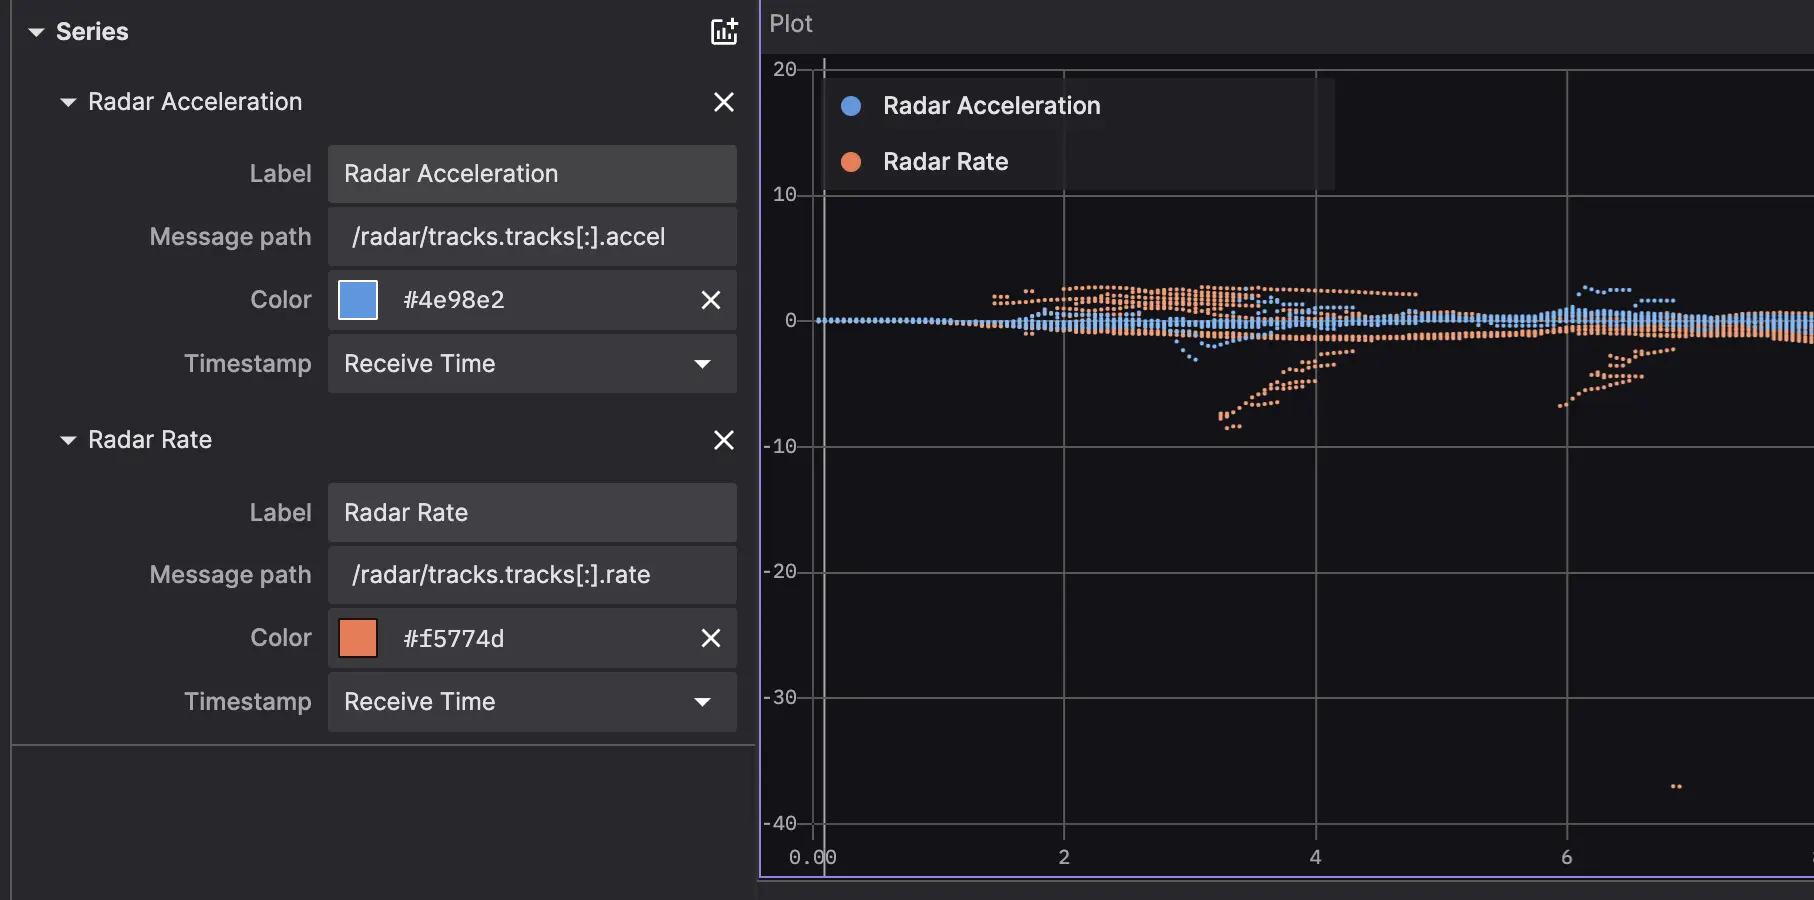 Series
Radar Acceleration
Label Radar Acceleration
Message path /radar/tracks.tracks[:].accel
Color #4e98e2
Timestamp Receive Time
Radar Rate
Label Radar Rate
Message path /radar/tracks.tracks[:].rate
Color #f5774d
Timestamp Receive Time
Plot
Radar Acceleration
Radar Rate
20
10
0
-10
-20
-30
-40
0.00 2 4 6